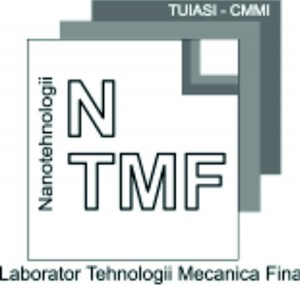 TUIASI - CMMI
Nanotehnologii
N
TMF
Laborator Tehnologii Mecanica Fina